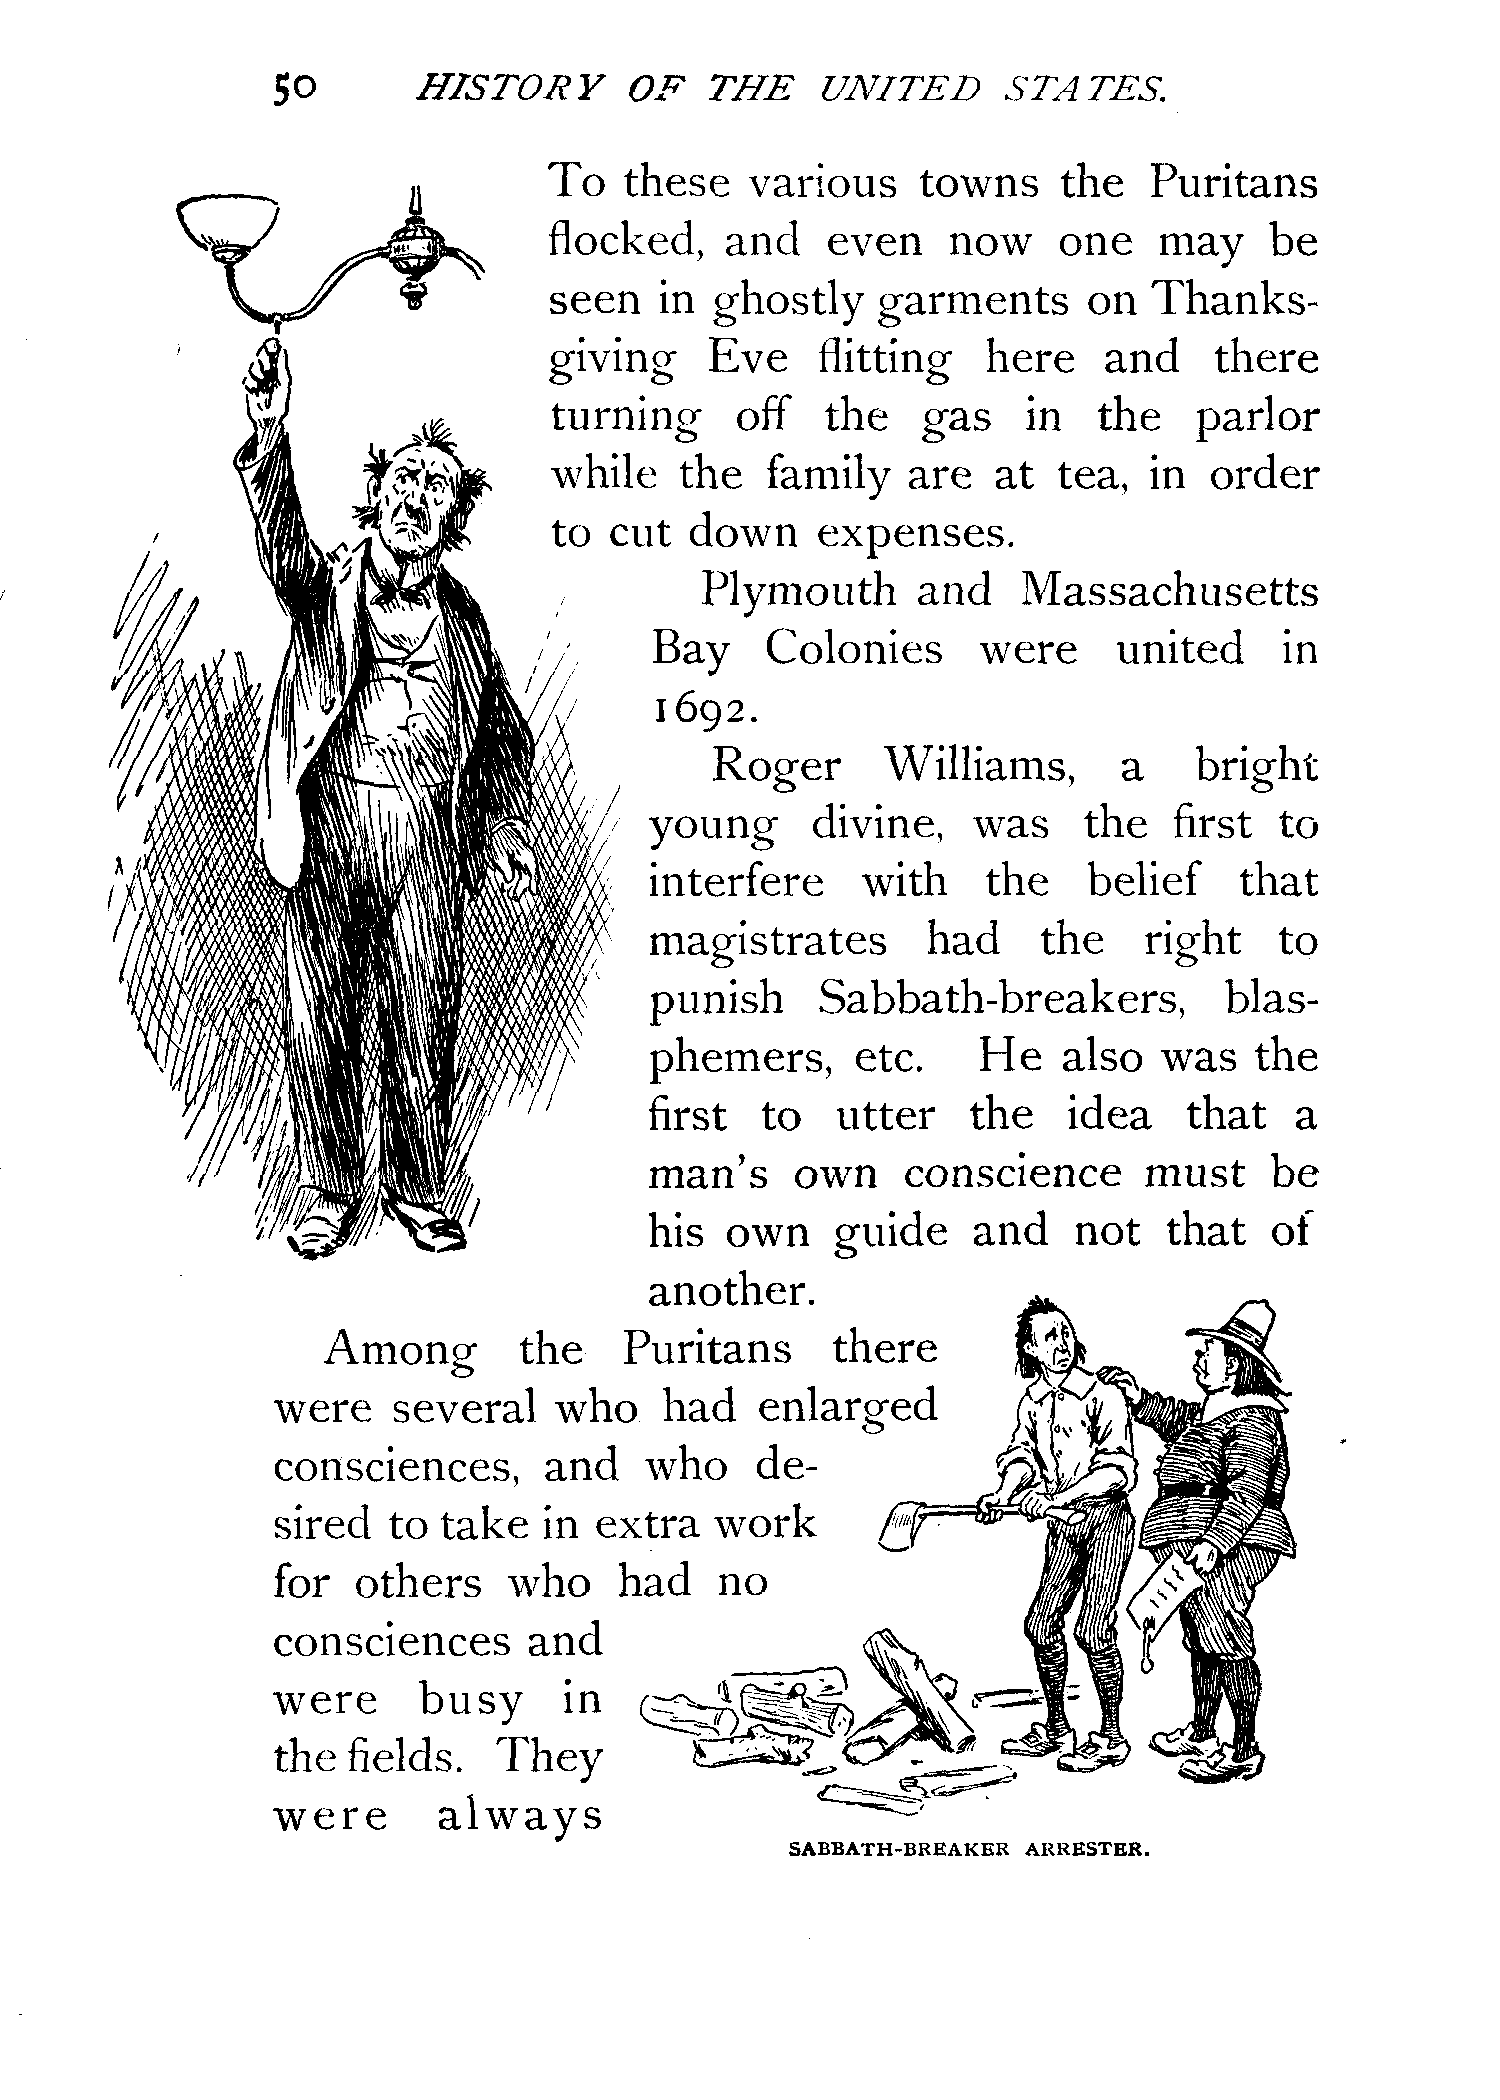 50 HISTORY OF THE UNITED STATES.
To these various towns the Puritans
flocked, and even now one may be
seen in ghostly garments on Thanks-
giving Eve flitting here and there
turning off the gas in the parlor
while the family are at tea, in order
to cut down expenses.
Plymouth and Massachusetts
Bay Colonies were united in
1692.
Roger Williams, a bright
young divine, was the first to
interfere with the belief that
magistrates had the right to
punish Sabbath-breakers, blas-
phemers, etc. He also was the
first to utter the idea that a
man's own conscience must be
his own guide and not that of
another.
Among the Puritans there
were several who had enlarged
consciences, and who de-
sired to take in extra work
for others who had no
consciences and
were busy in
the fields. They
were always
SABBATH-BREAKER ARRESTER.